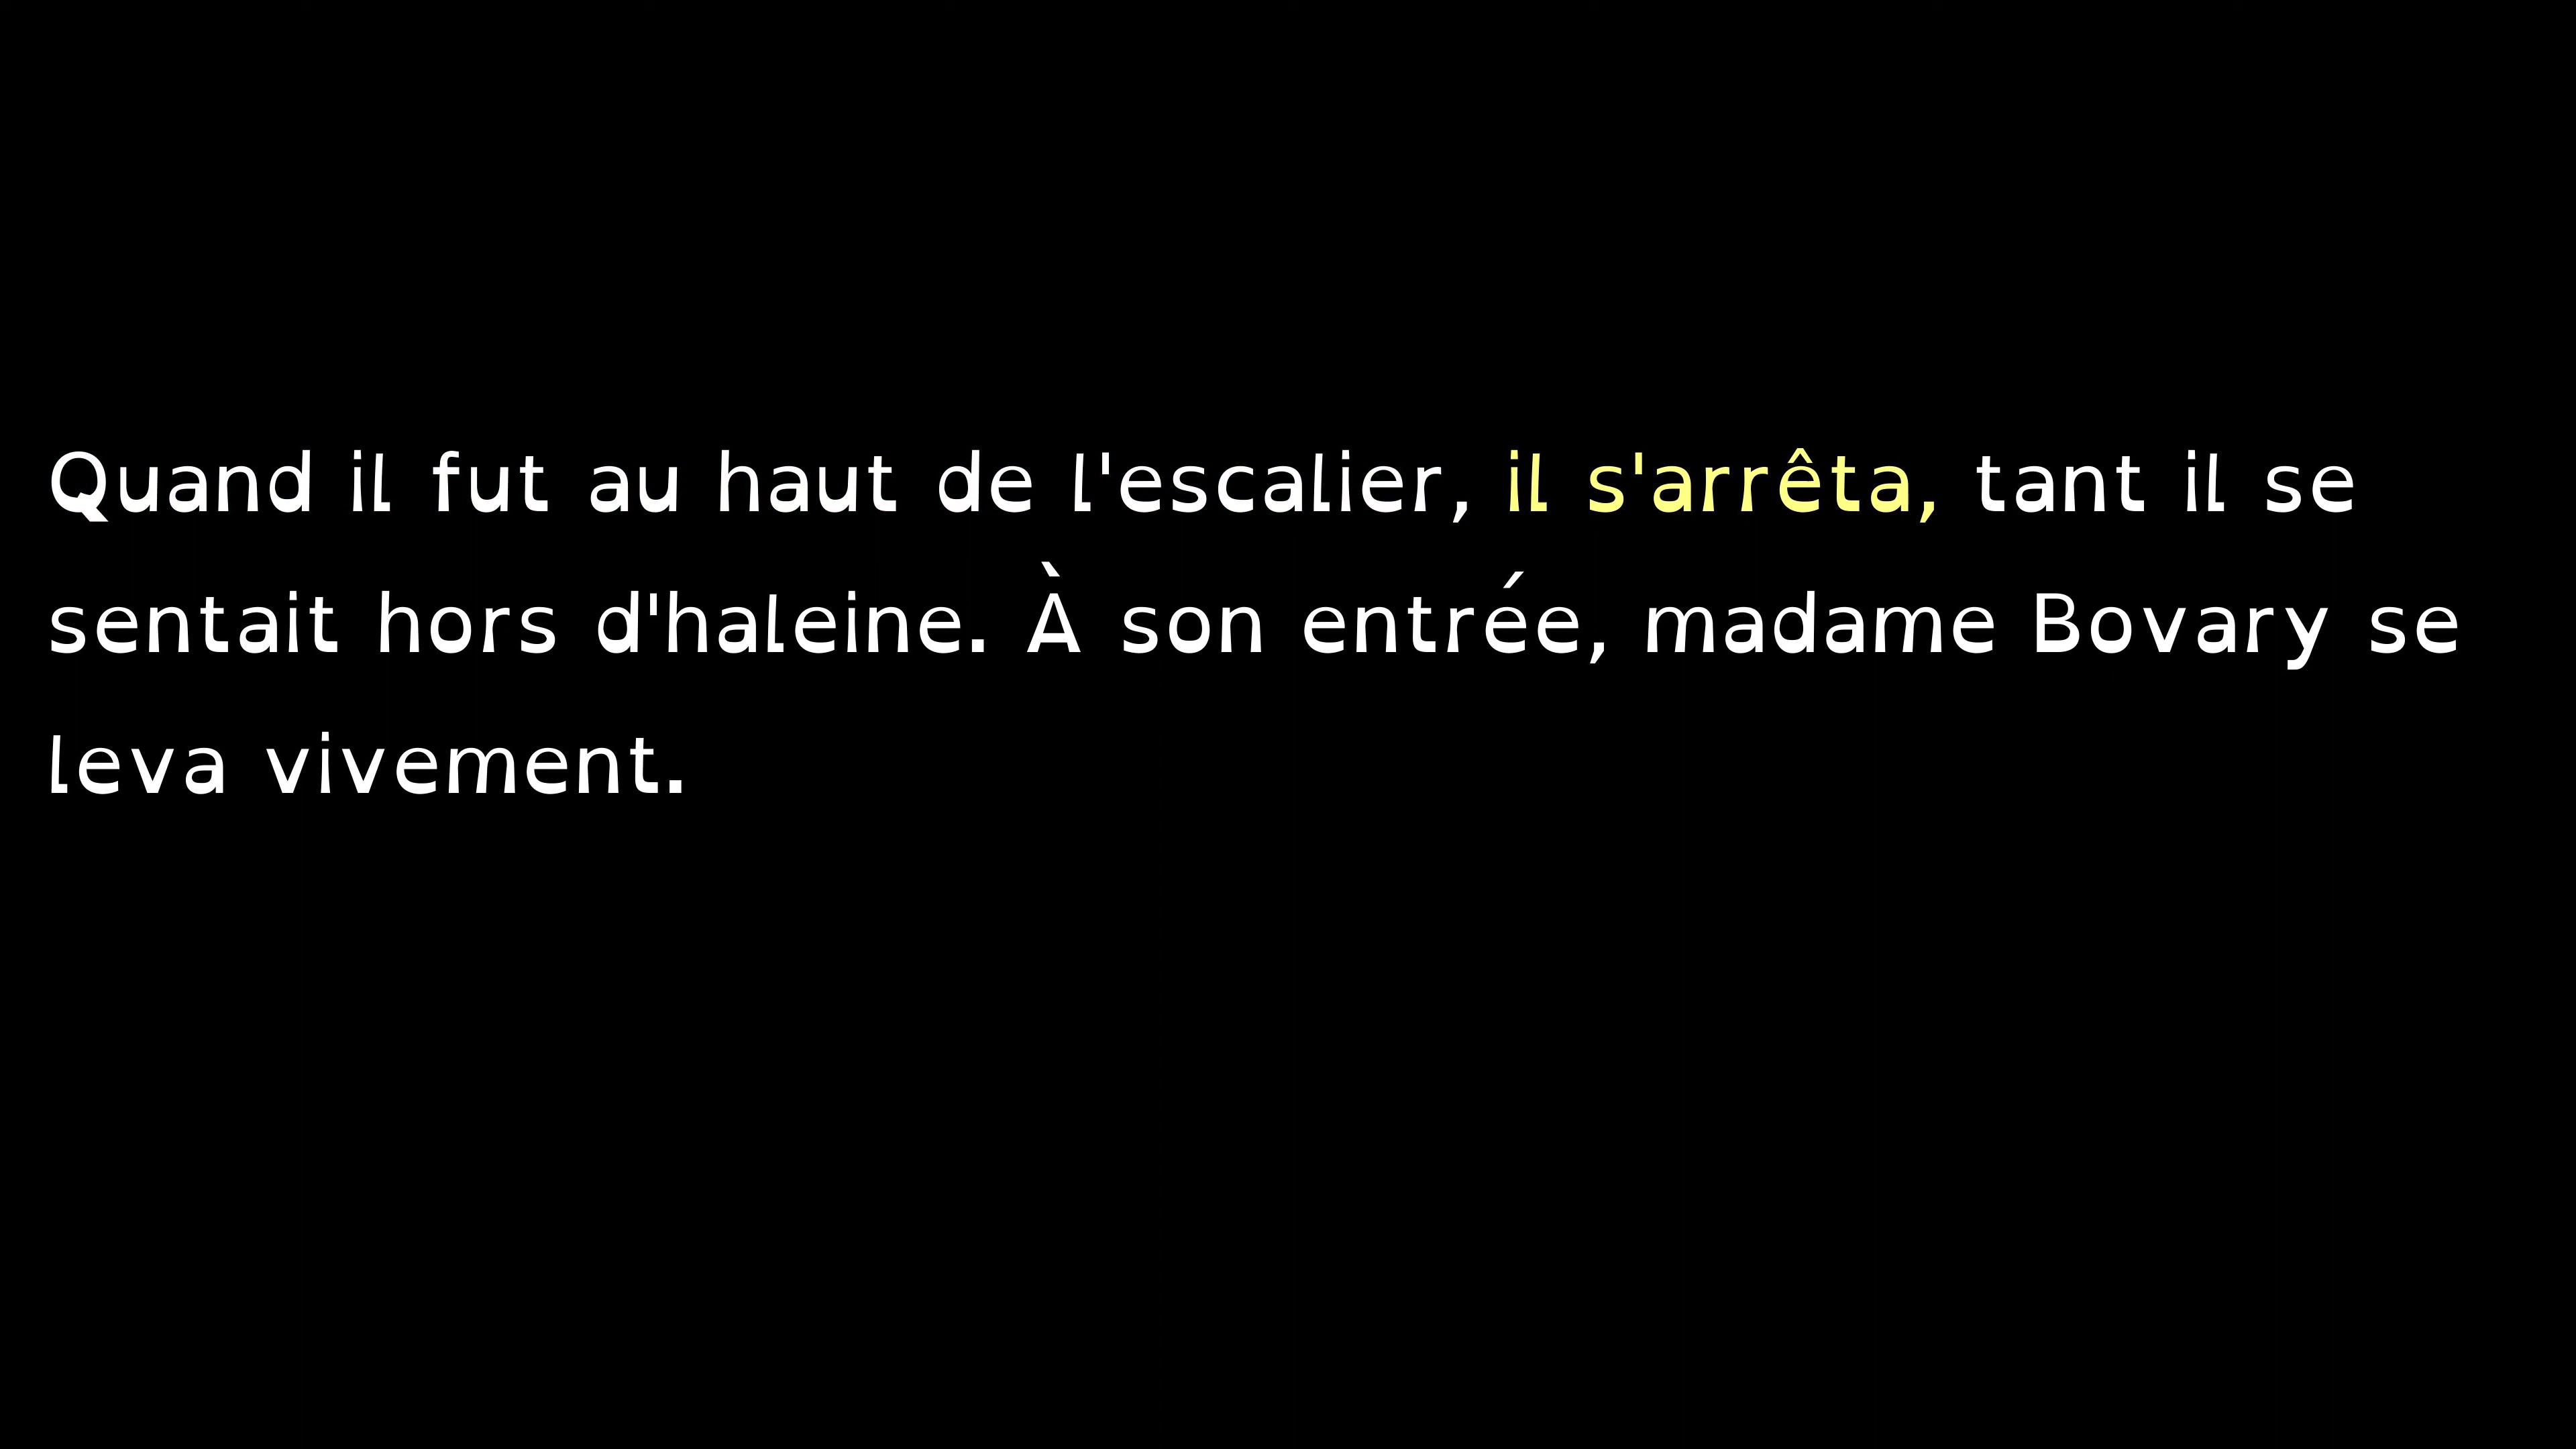 Quand il fut au haut de l'escalier, il s'arrêta, tant il se
sentait hors d'haleine. À son entrée, madame Bovary se
leva vivement.